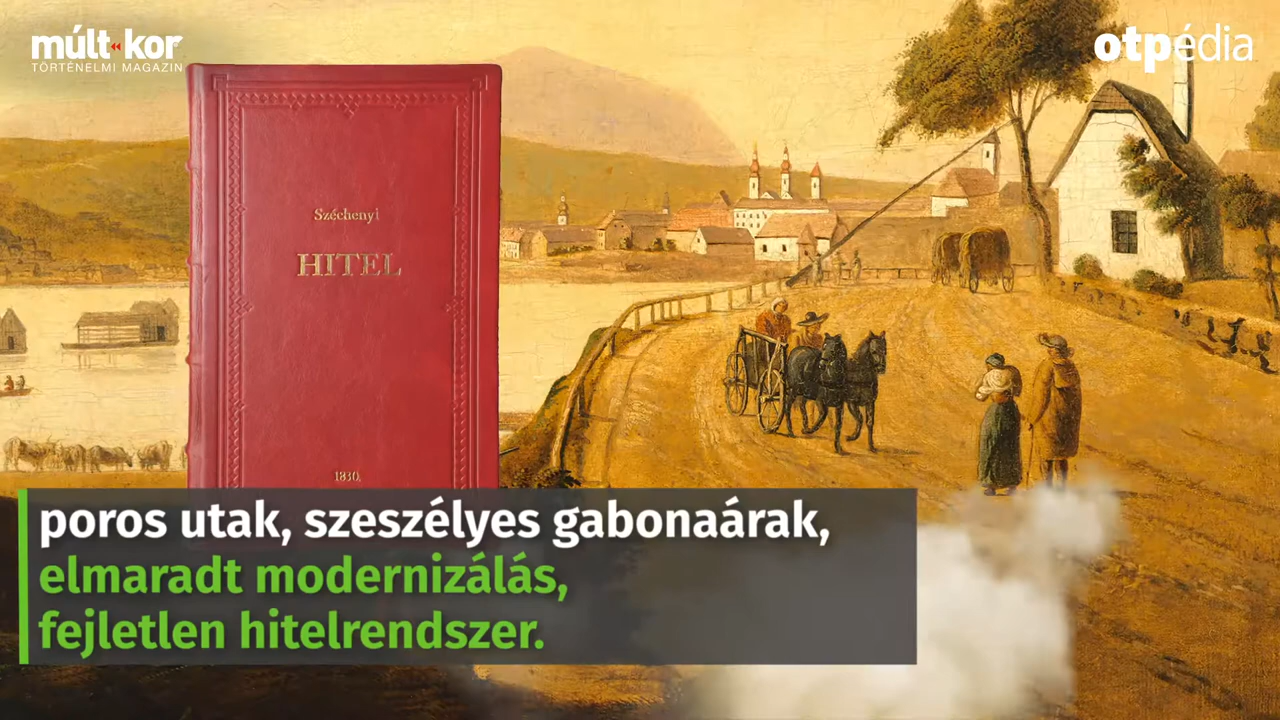 múlt-kor
TÖRTÉNELMI MAGAZIN
otpédia
Széchenyi
HITEL
1830.
poros utak, szeszélyes gabonaárak,
elmaradt modernizálás,
fejletlen hitelrendszer.